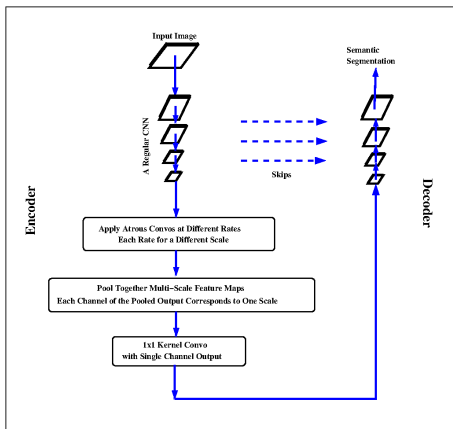 Input Image
Semantic
Segmentation
A Regular CNN
Skips
Encoder
Decoder
Apply Atrous Convos at Different Rates
Each Rate for a Different Scale
Pool Together Multi-Scale Feature Maps
Each Channel of the Pooled Output Corresponds to One Scale
1x1 Kernel Convo
with Single Channel Output